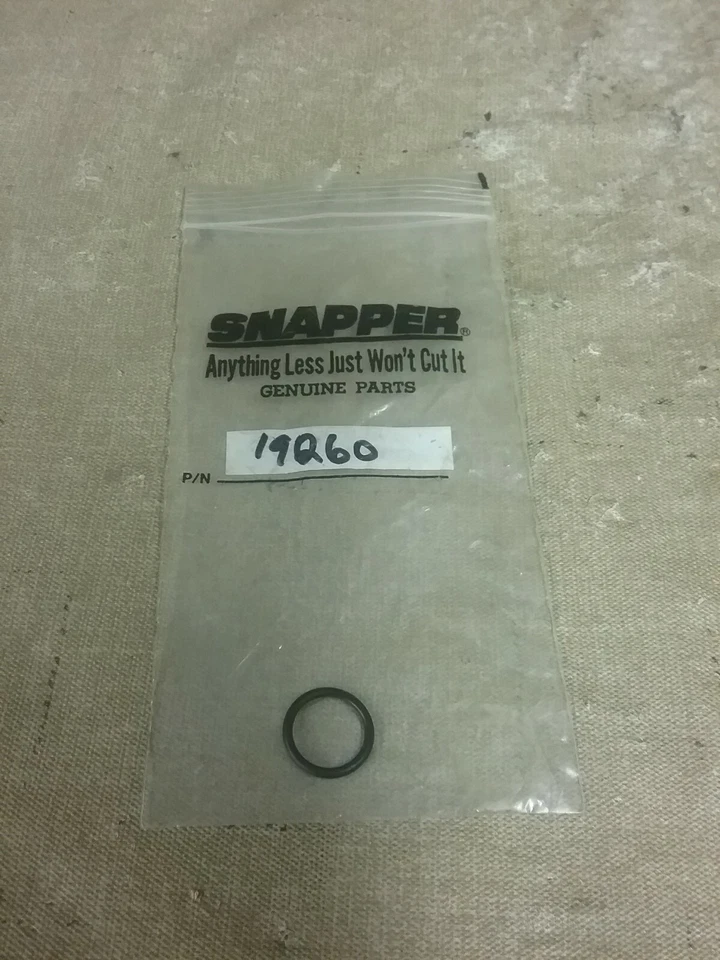 SNAPPER®
Anything Less Just Won't Cut It
GENUINE PARTS
19260
P/N